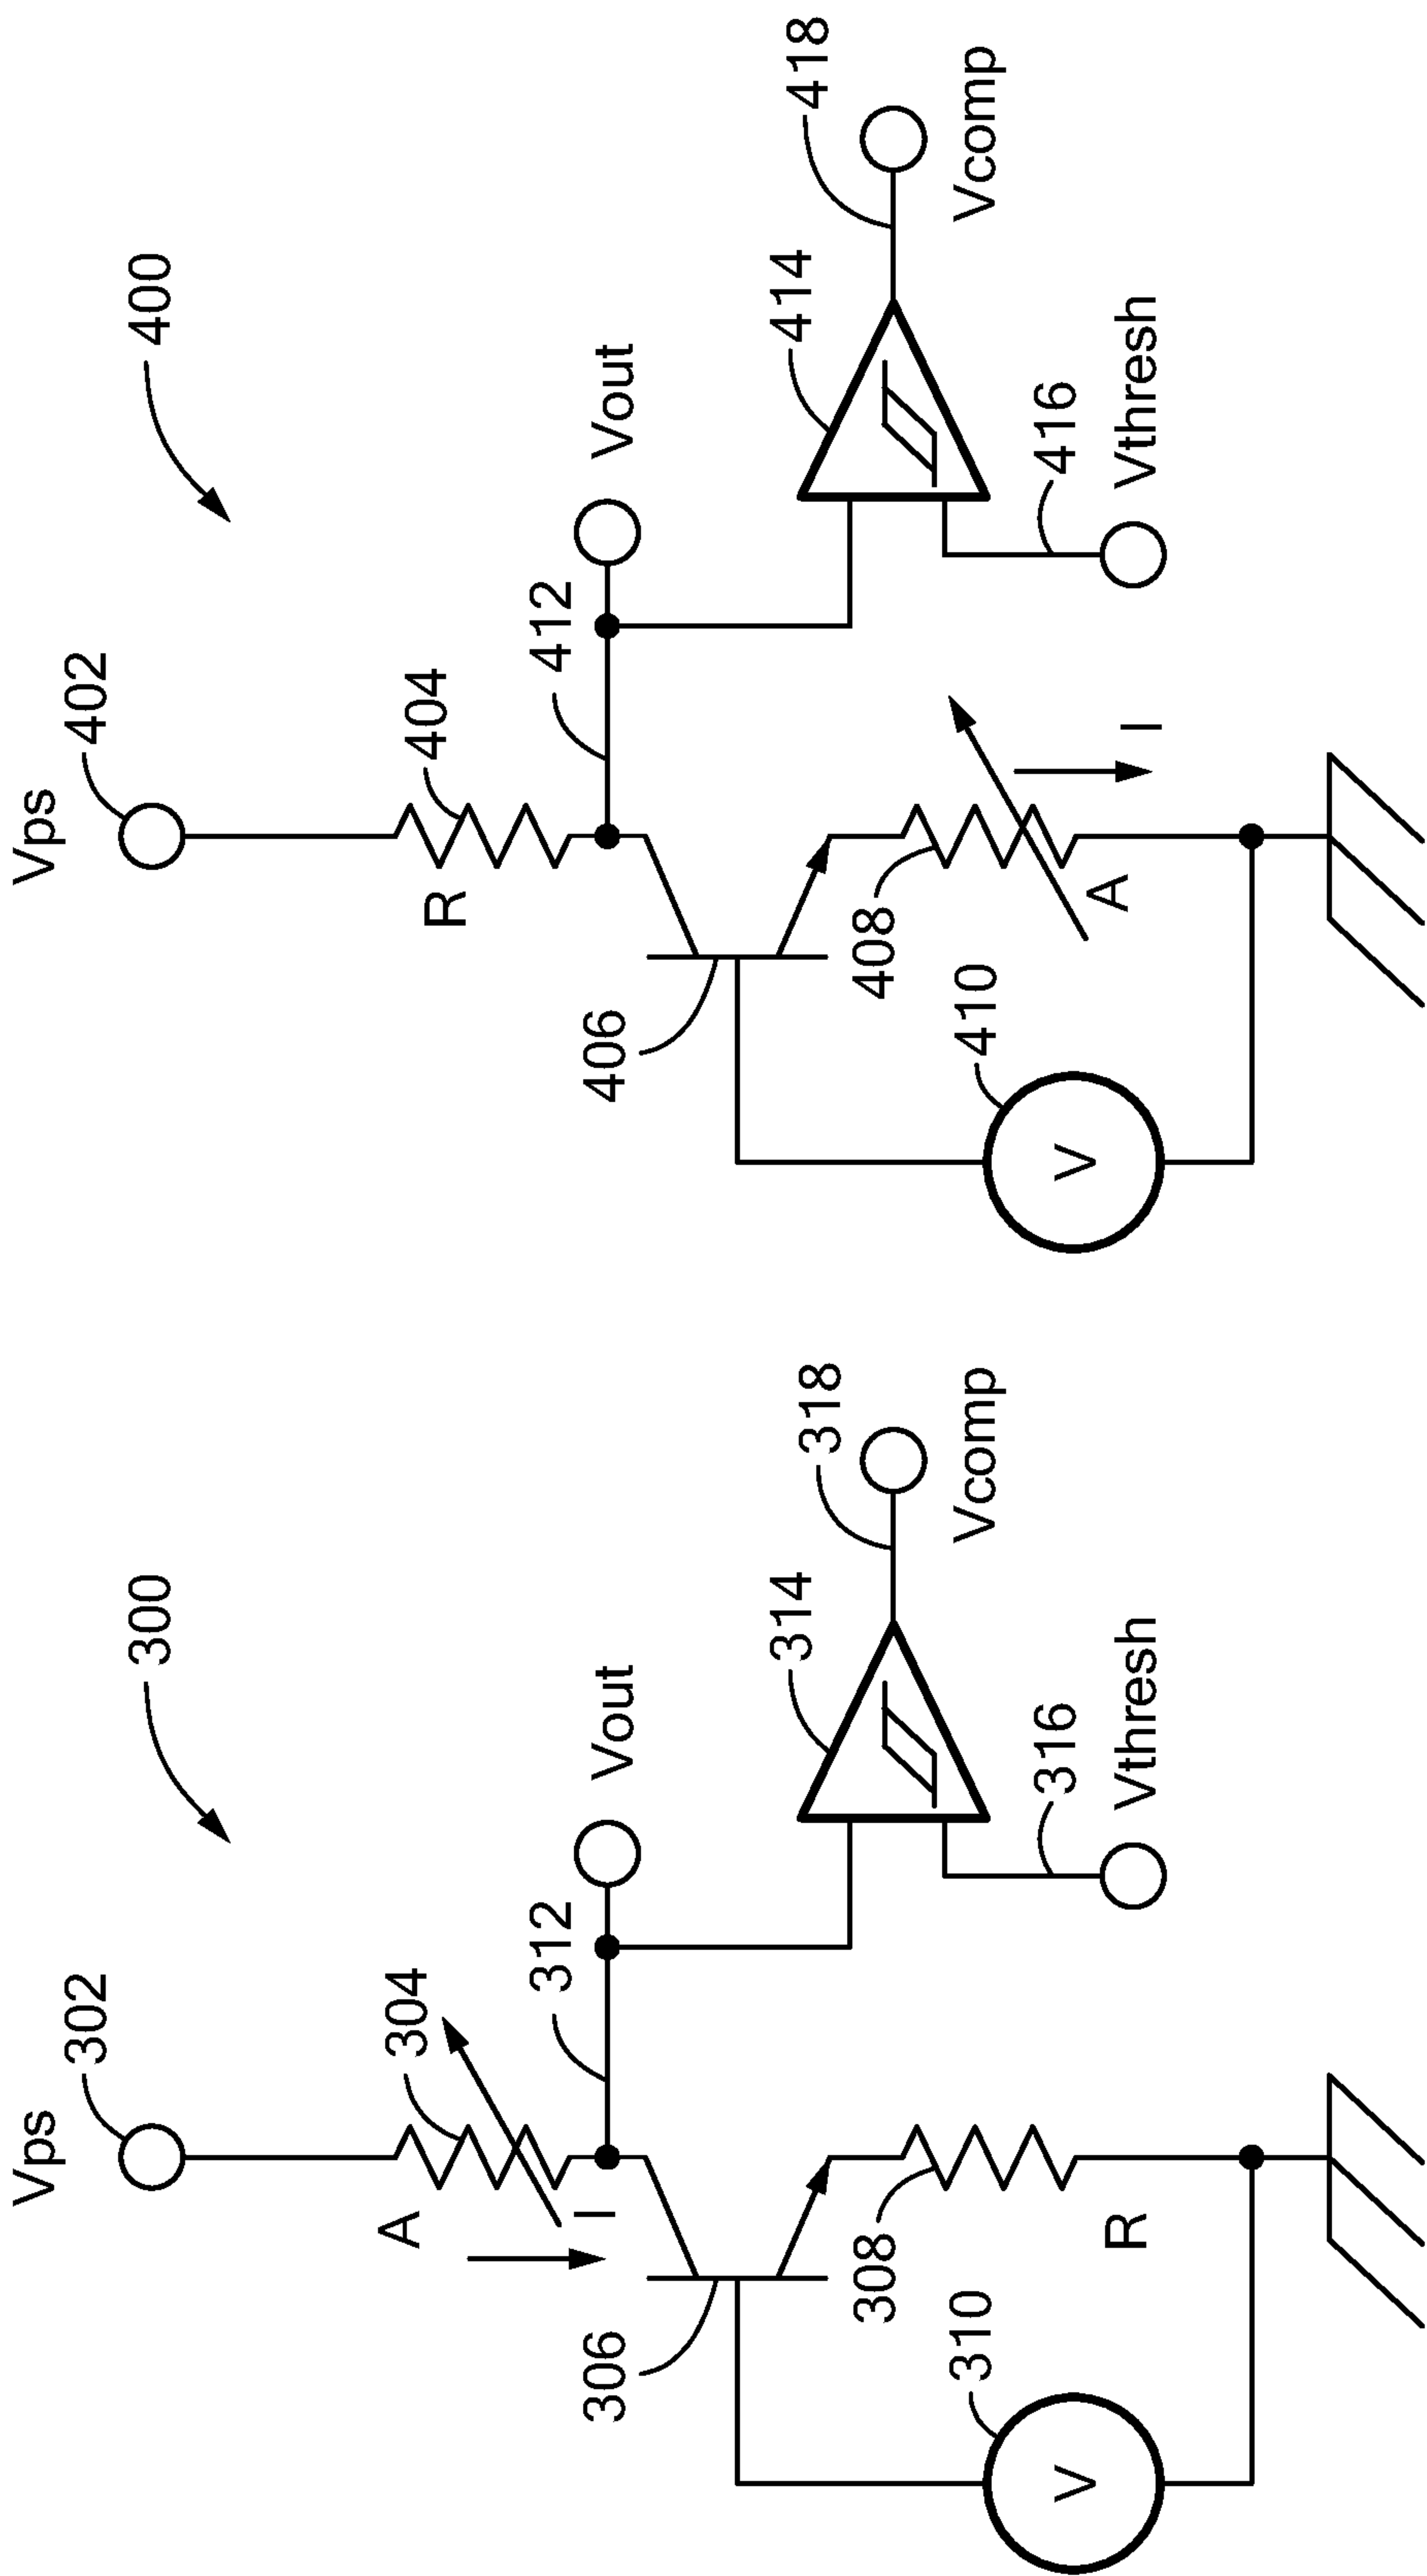 300
Vps
302
A
304
I
312
Vout
306
314
318
Vcomp
308
310
V
R
316
Vthresh
400
Vps
402
R
404
412
Vout
406
414
418
Vcomp
408
410
V
A
I
416
Vthresh